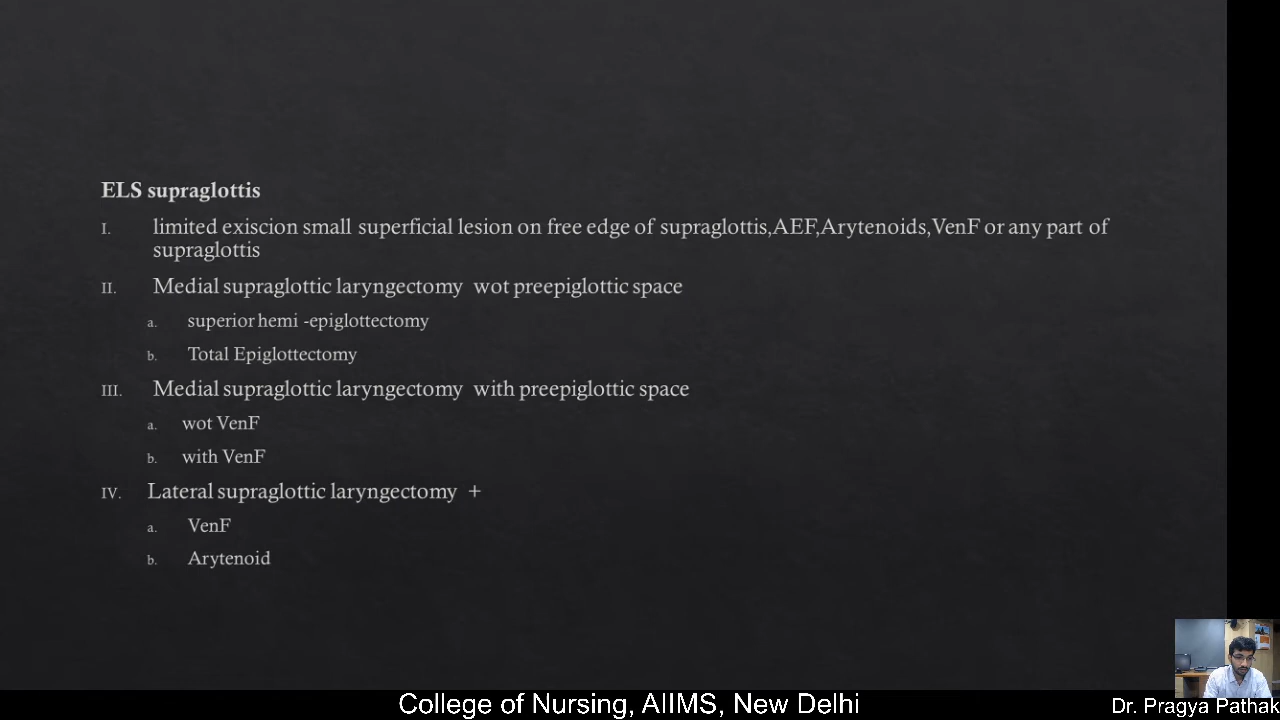 ELS supraglottis
I. limited exiscion small superficial lesion on free edge of supraglottis,AEF,Arytenoids,VenF or any part of
supraglottis
II. Medial supraglottic laryngectomy wot preepiglottic space
a. superior hemi -epiglottectomy
b. Total Epiglottectomy
III. Medial supraglottic laryngectomy with preepiglottic space
a. wot VenF
b. with VenF
IV. Lateral supraglottic laryngectomy +
a. VenF
b. Arytenoid
College of Nursing, AIIMS, New Delhi
Dr. Pragya Pathak